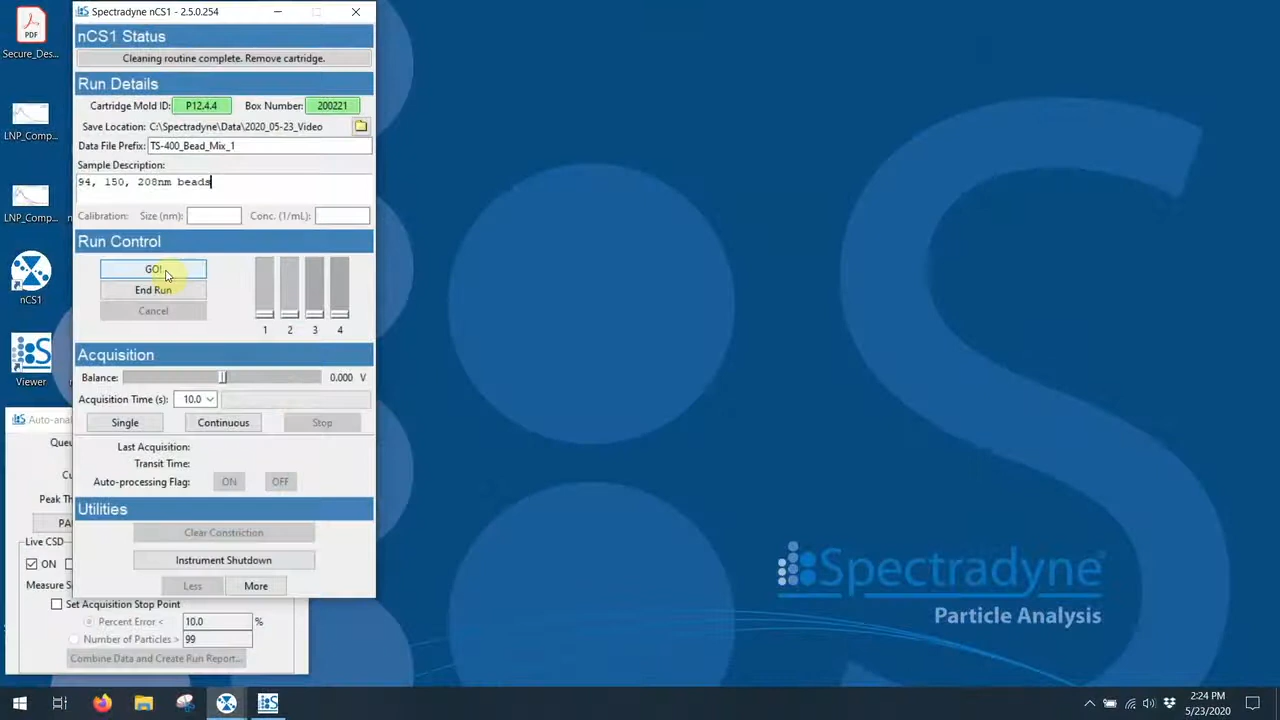 Spectradyne nCS1 - 2.5.0.254
nCS1 Status
Cleaning routine complete. Remove cartridge.
Run Details
Cartridge Mold ID: P12.4.4 Box Number: 200221
Save Location: C:\Spectradyne\Data\2020_05-23_Video
Data File Prefix: TS-400_Bead_Mix_1
Sample Description:
94, 150, 208nm beads
Calibration: Size (nm): Conc. (1/mL):
Run Control
GO!
End Run
Cancel
1 2 3 4
Acquisition
Balance: 0.000 V
Acquisition Time (s): 10.0
Single Continuous Stop
Last Acquisition:
Transit Time:
Auto-processing Flag: ON OFF
Utilities
Clear Constriction
Instrument Shutdown
Less More
PDF
Secure_Des...
LNP_Comp...
LNP_Comp...
nCS1
Viewer
Auto-anal
Queu
Cu
Peak Th
PA
Live CSD
ON
Measure S
Set Acquisition Stop Point
Percent Error < 10.0 %
Number of Particles > 99
Combine Data and Create Run Report...
Spectradyne
Particle Analysis
2:24 PM
5/23/2020